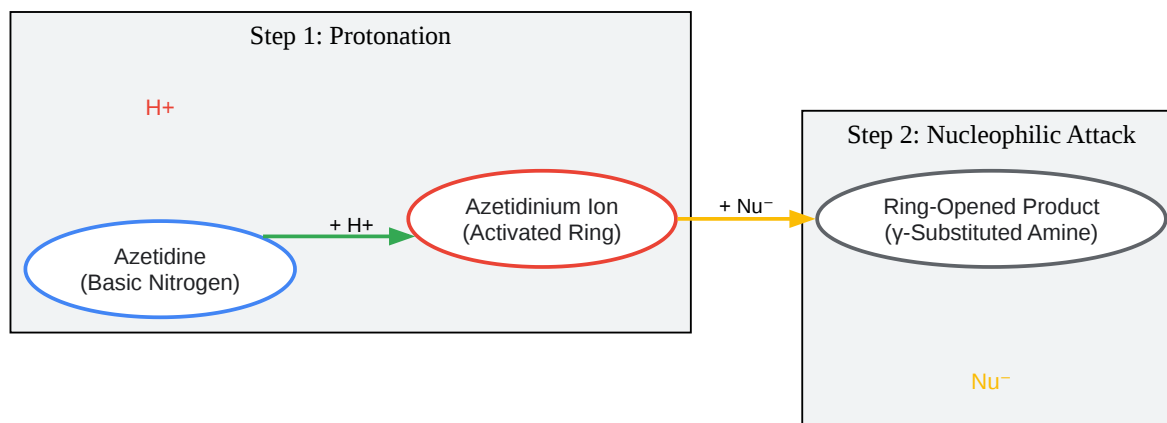 Step 1: Protonation
H+
Azetidine
(Basic Nitrogen)
+ H+
Azetidinium Ion
(Activated Ring)
+ Nu⁻
Step 2: Nucleophilic Attack
Ring-Opened Product
(γ-Substituted Amine)
Nu⁻